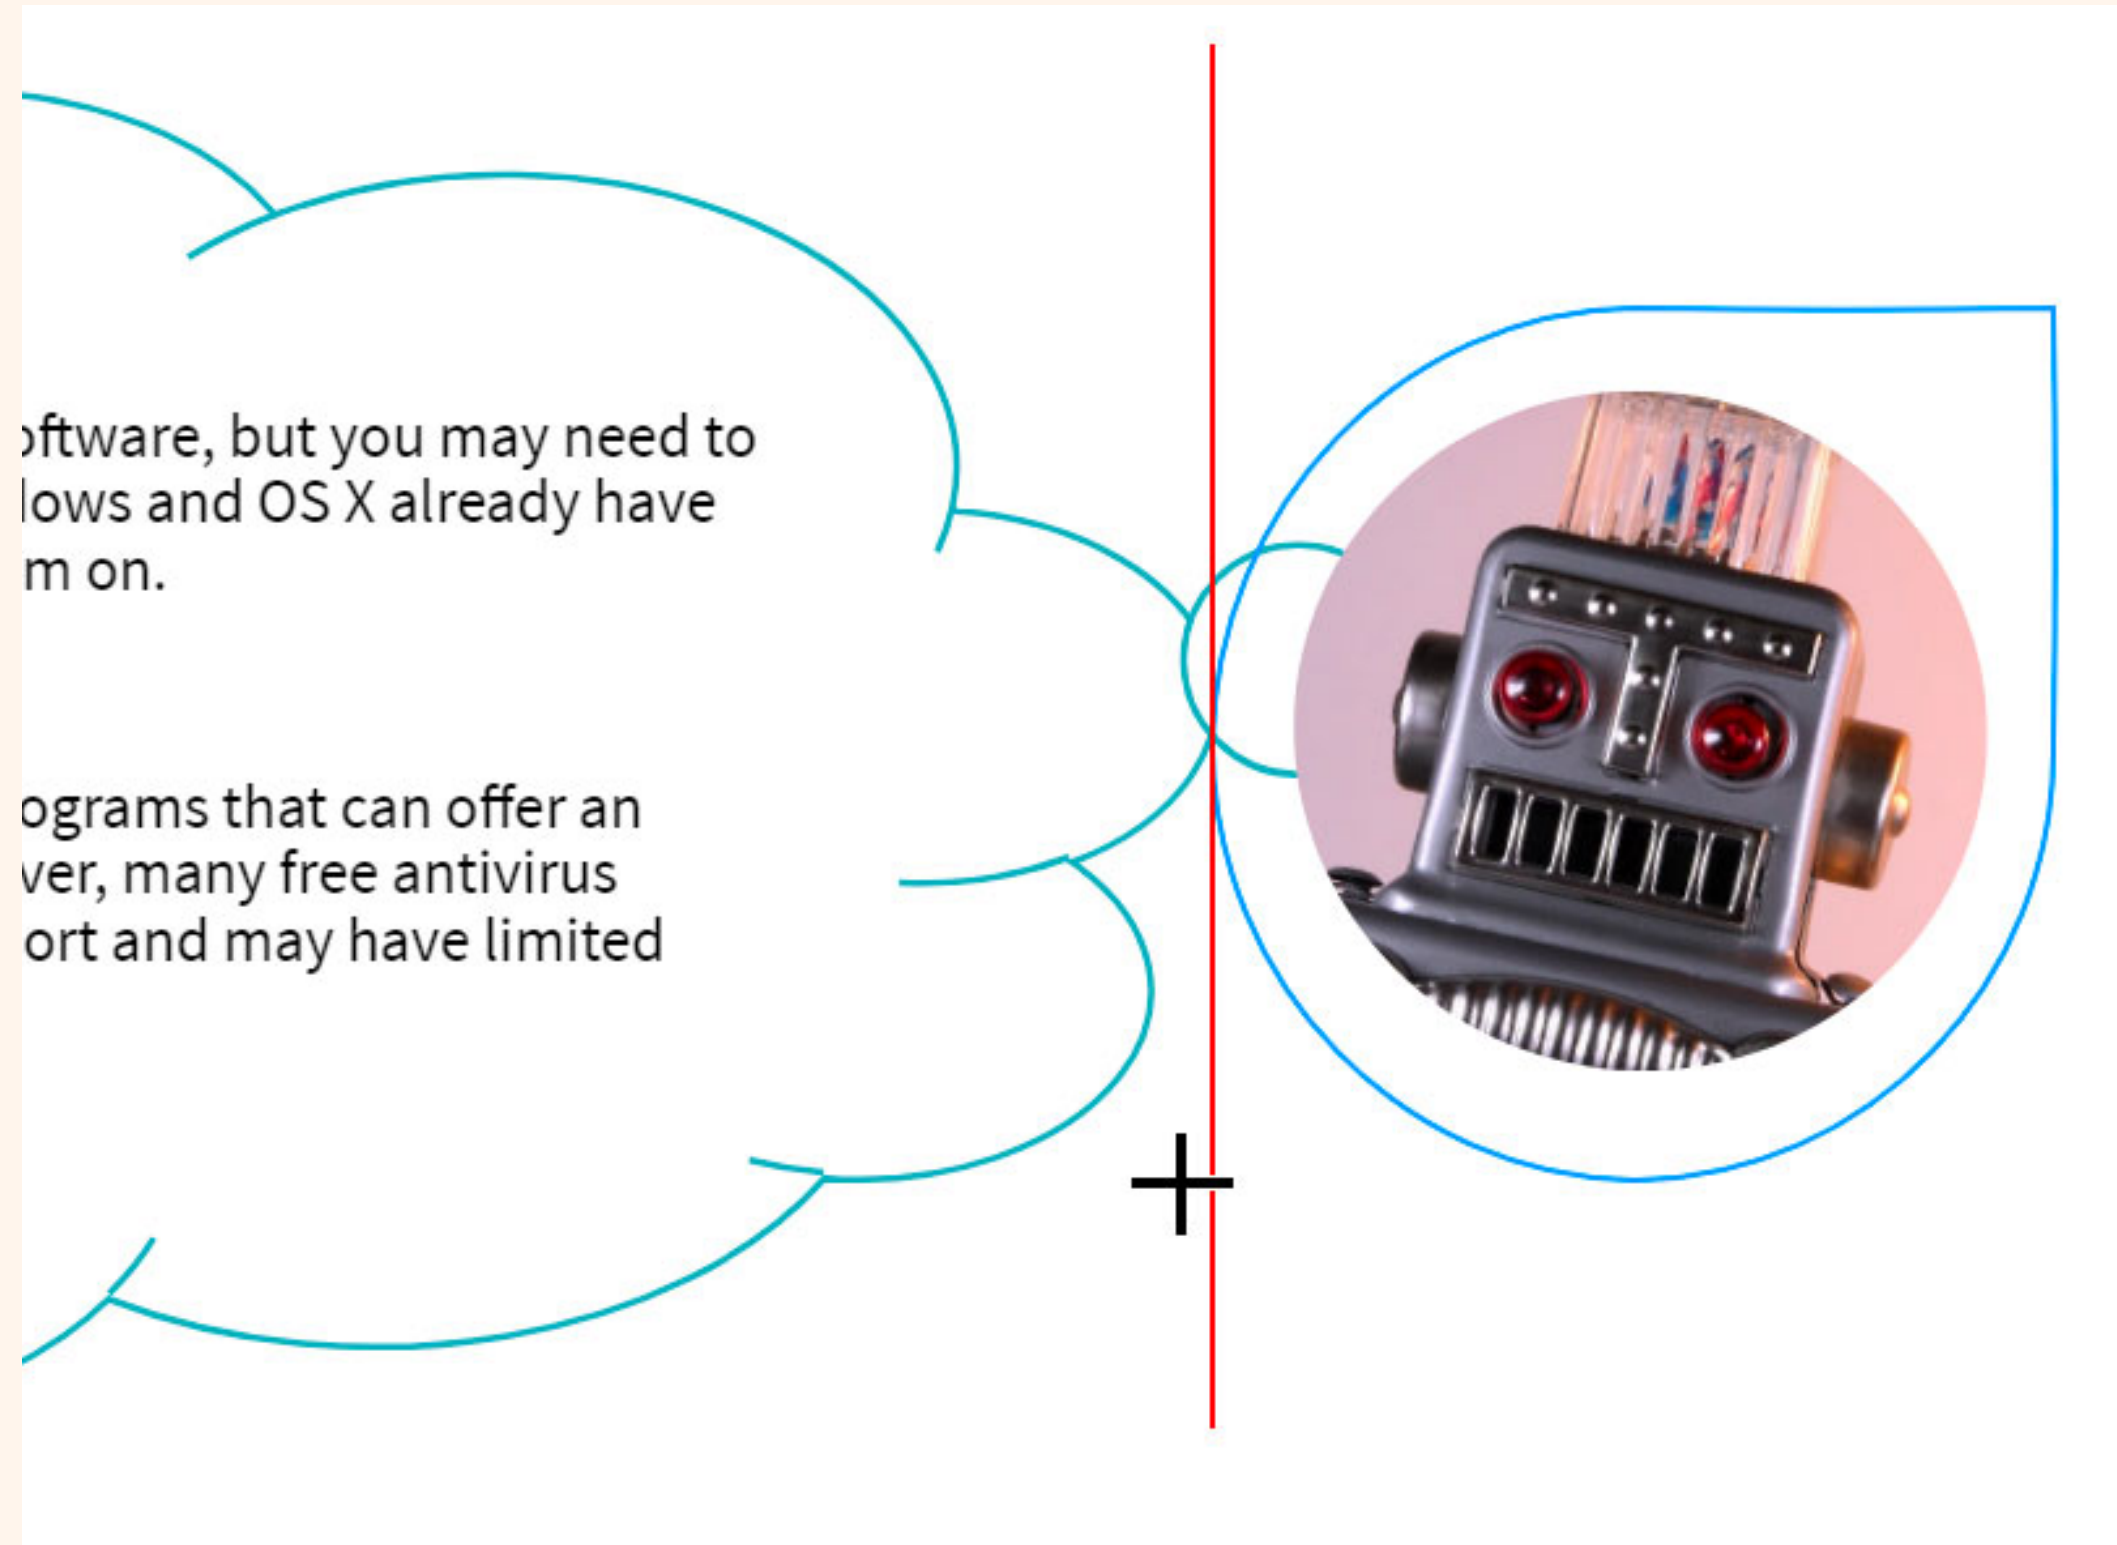 oftware, but you may need to
lows and OS X already have
m on.
ograms that can offer an
ver, many free antivirus
ort and may have limited